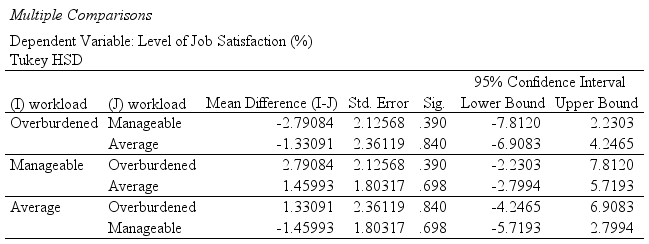 Multiple Comparisons
Dependent Variable: Level of Job Satisfaction (%)
Tukey HSD
95% Confidence Interval
(I) workload (J) workload Mean Difference (I-J) Std. Error Sig. Lower Bound Upper Bound
Overburdened Manageable -2.79084 2.12568 .390 -7.8120 2.2303
Average -1.33091 2.36119 .840 -6.9083 4.2465
Manageable Overburdened 2.79084 2.12568 .390 -2.2303 7.8120
Average 1.45993 1.80317 .698 -2.7994 5.7193
Average Overburdened 1.33091 2.36119 .840 -4.2465 6.9083
Manageable -1.45993 1.80317 .698 -5.7193 2.7994